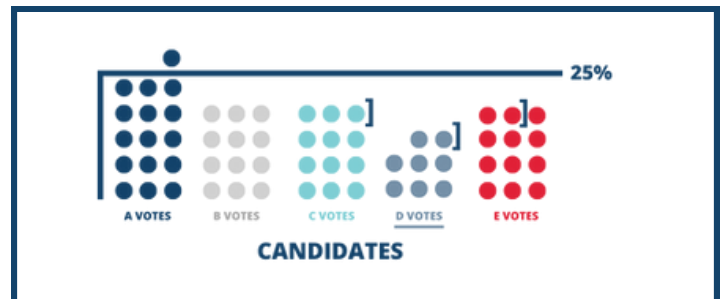 25%
A VOTES B VOTES C VOTES D VOTES E VOTES
CANDIDATES